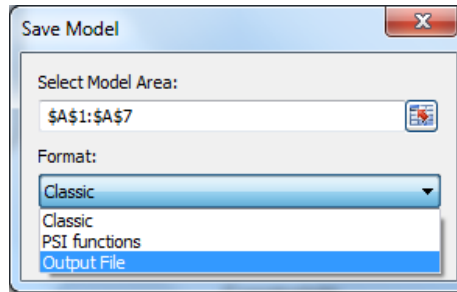 Save Model
Select Model Area:
$A$1:$A$7
Format:
Classic
Classic
PSI functions
Output File